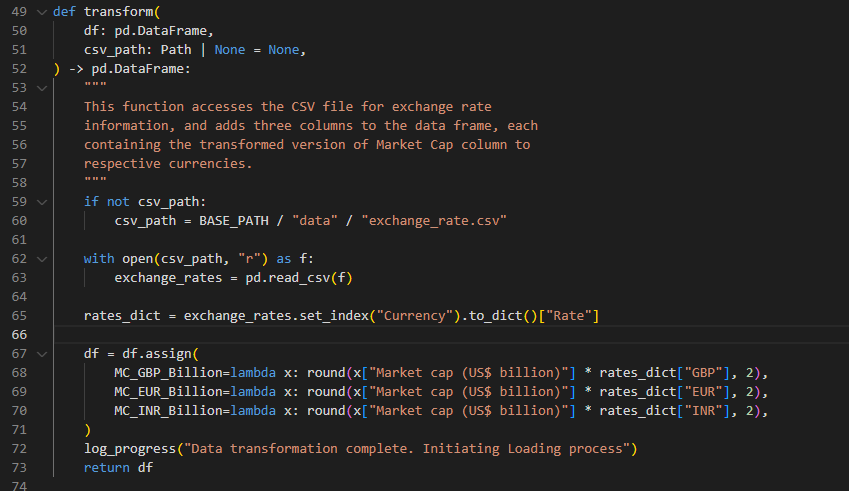 49 def transform(
50     df: pd.DataFrame,
51     csv_path: Path | None = None,
52 ) -> pd.DataFrame:
53     """
54     This function accesses the CSV file for exchange rate
55     information, and adds three columns to the data frame, each
56     containing the transformed version of Market Cap column to
57     respective currencies.
58     """
59     if not csv_path:
60         csv_path = BASE_PATH / "data" / "exchange_rate.csv"
61
62     with open(csv_path, "r") as f:
63         exchange_rates = pd.read_csv(f)
64
65     rates_dict = exchange_rates.set_index("Currency").to_dict()["Rate"]
66
67     df = df.assign(
68         MC_GBP_Billion=lambda x: round(x["Market cap (US$ billion)"] * rates_dict["GBP"], 2),
69         MC_EUR_Billion=lambda x: round(x["Market cap (US$ billion)"] * rates_dict["EUR"], 2),
70         MC_INR_Billion=lambda x: round(x["Market cap (US$ billion)"] * rates_dict["INR"], 2),
71     )
72     log_progress("Data transformation complete. Initiating Loading process")
73     return df
74